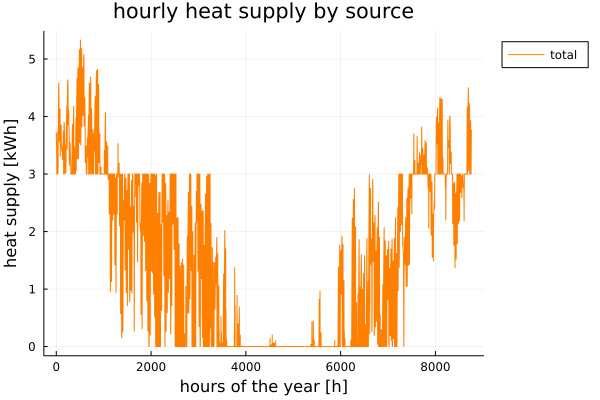 hourly heat supply by source
total
heat supply [kWh]
5
4
3
2
1
0
0 2000 4000 6000 8000
hours of the year [h]